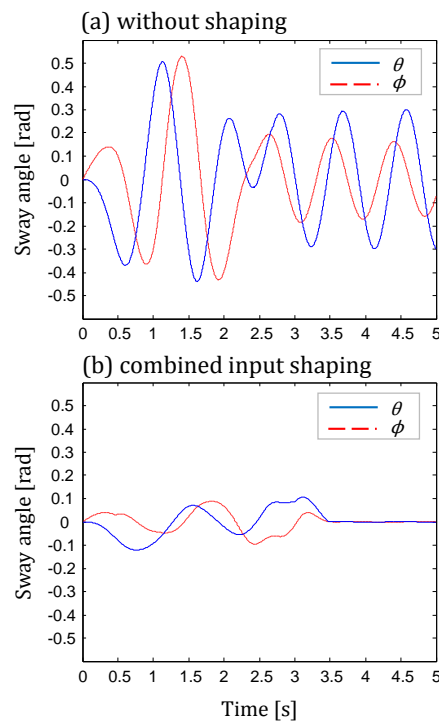 (a) without shaping
θ
ϕ
Sway angle [rad]
0.5
0.4
0.3
0.2
0.1
0
-0.1
-0.2
-0.3
-0.4
-0.5
0 0.5 1 1.5 2 2.5 3 3.5 4 4.5 5
(b) combined input shaping
θ
ϕ
Sway angle [rad]
0.5
0.4
0.3
0.2
0.1
0
-0.1
-0.2
-0.3
-0.4
-0.5
0 0.5 1 1.5 2 2.5 3 3.5 4 4.5 5
Time [s]